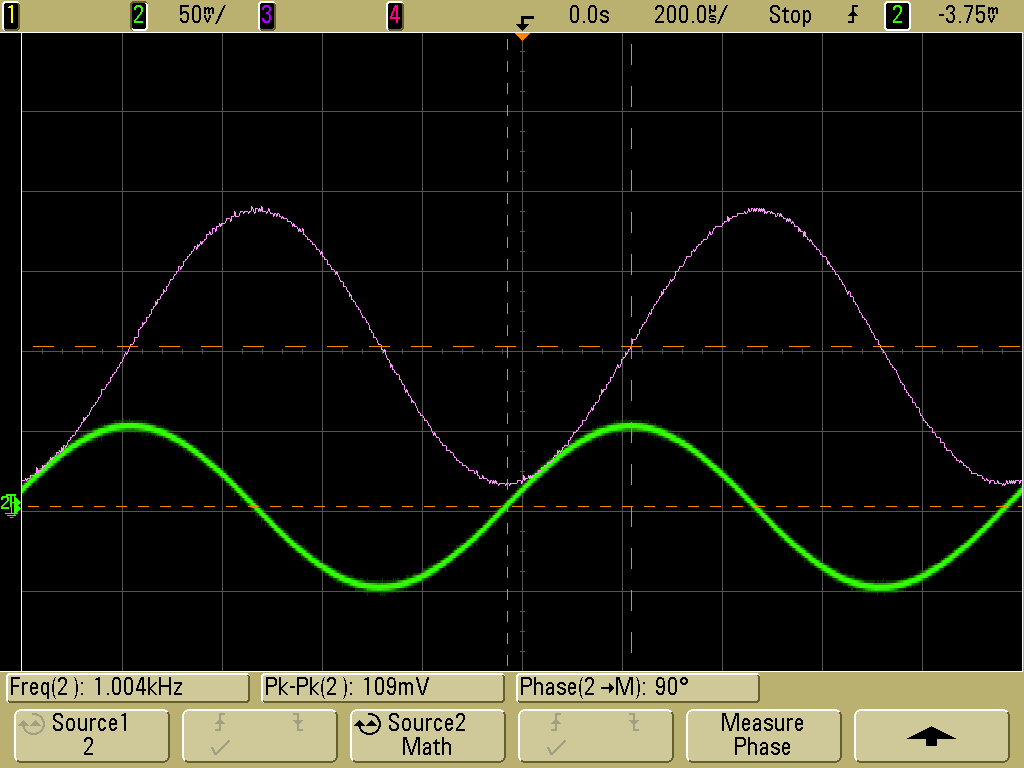 1 2 50mV/ 3 4 0.0s 200.0μs/ Stop 2 -3.75mV
2
Freq(2): 1.004kHz Pk-Pk(2): 109mV Phase(2→M): 90°
Source1 Source2 Measure
2 Math Phase